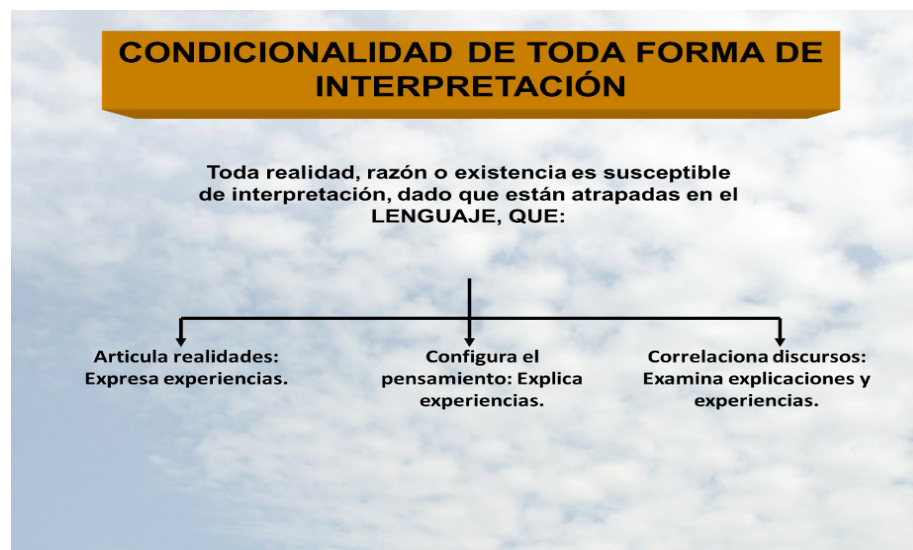 CONDICIONALIDAD DE TODA FORMA DE
INTERPRETACIÓN
Toda realidad, razón o existencia es susceptible
de interpretación, dado que están atrapadas en el
LENGUAJE, QUE:
Articula realidades:
Expresa experiencias.
Configura el
pensamiento: Explica
experiencias.
Correlaciona discursos:
Examina explicaciones y
experiencias.